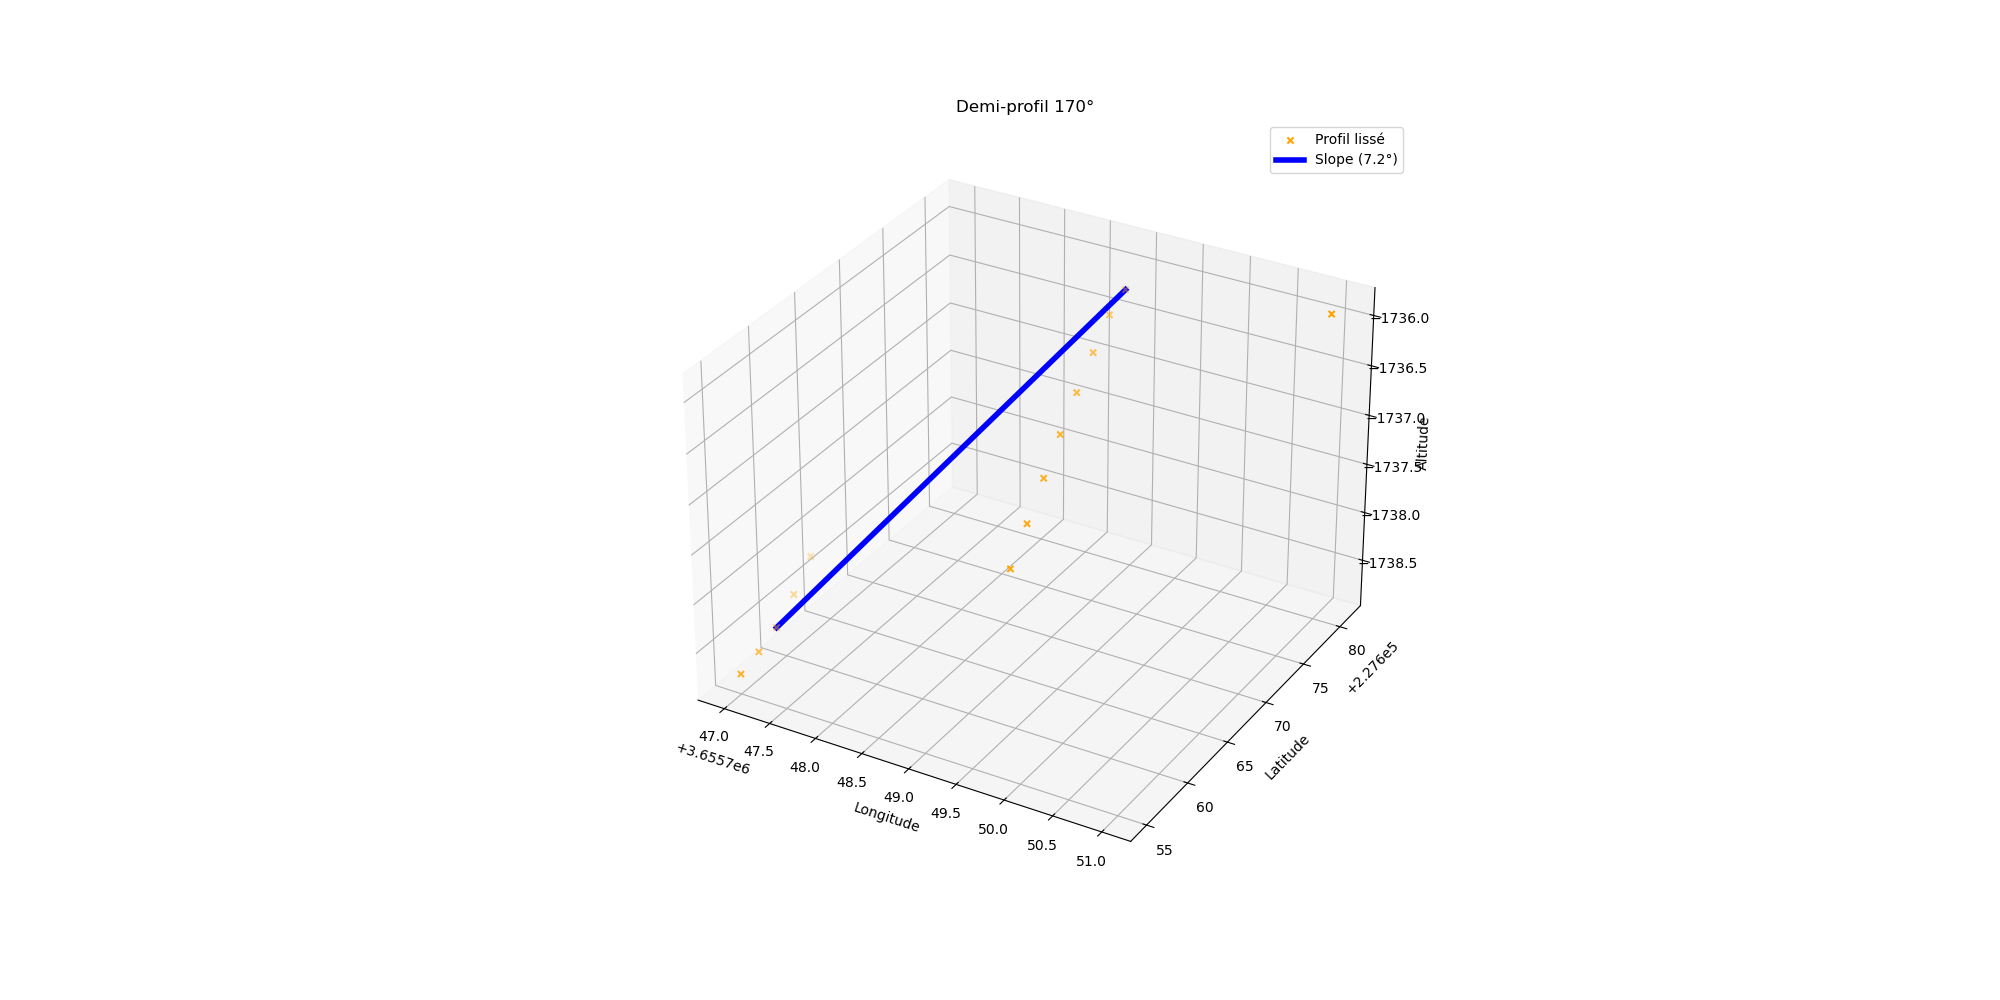 Demi-profil 170°
Profil lissé
Slope (7.2°)
−1736.0
−1736.5
−1737.0
−1737.5
−1738.0
−1738.5
Altitude
80
75
70
65
60
55
+2.276e5
Latitude
47.0
47.5
48.0
48.5
49.0
49.5
50.0
50.5
51.0
+3.6557e6
Longitude